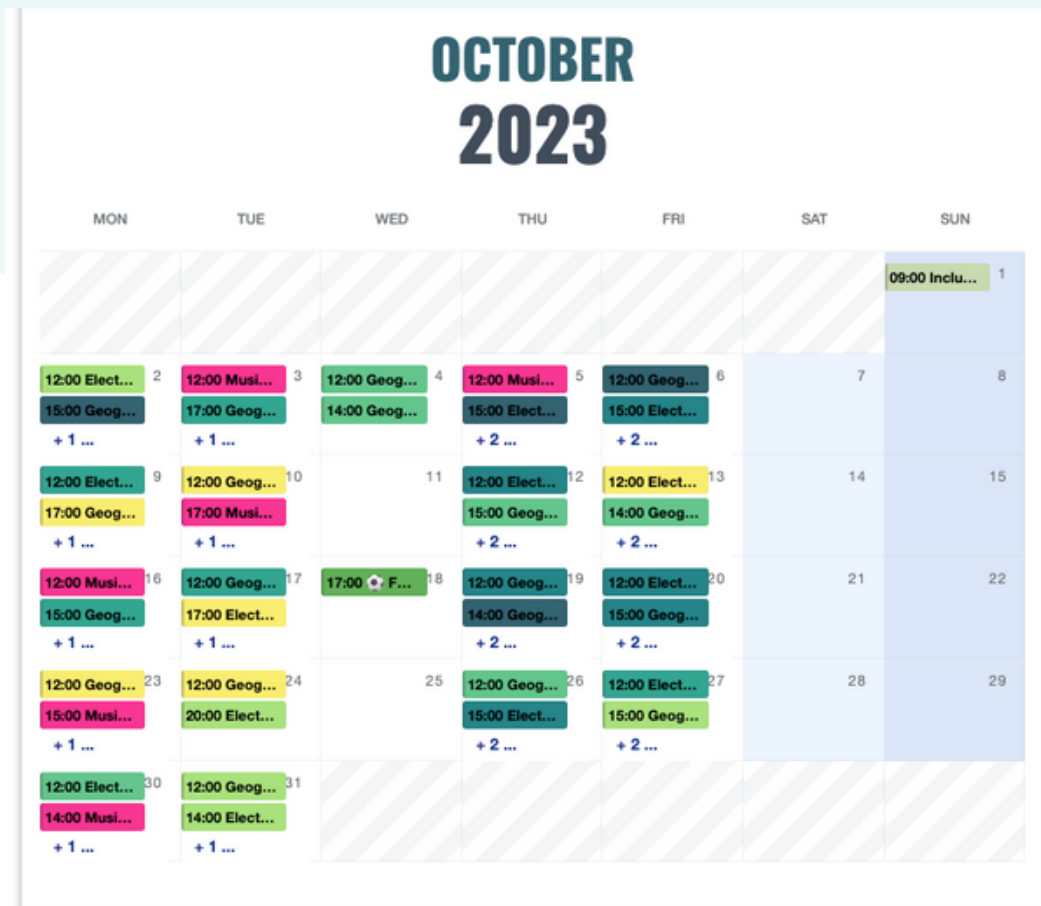 OCTOBER
2023
MON TUE WED THU FRI SAT SUN
09:00 Inclu... 1
12:00 Elect... 2 12:00 Musi... 3 12:00 Geog... 4 12:00 Musi... 5 12:00 Geog... 6 7 8
15:00 Geog... 17:00 Geog... 14:00 Geog... 15:00 Elect... 15:00 Elect...
+ 1 ... + 1 ... + 2 ... + 2 ...
12:00 Elect... 9 12:00 Geog... 10 11 12:00 Elect... 12 12:00 Elect... 13 14 15
17:00 Geog... 17:00 Musi... 15:00 Geog... 14:00 Geog...
+ 1 ... + 1 ... + 2 ... + 2 ...
12:00 Musi... 16 12:00 Geog... 17 17:00 ⚽ F... 18 12:00 Geog... 19 12:00 Elect... 20 21 22
15:00 Geog... 17:00 Elect... 14:00 Geog... 15:00 Geog...
+ 1 ... + 1 ... + 2 ... + 2 ...
12:00 Geog... 23 12:00 Geog... 24 25 12:00 Geog... 26 12:00 Elect... 27 28 29
15:00 Musi... 20:00 Elect... 15:00 Elect... 15:00 Geog...
+ 1 ... + 2 ... + 2 ...
12:00 Elect... 30 12:00 Geog... 31
14:00 Musi... 14:00 Elect...
+ 1 ... + 1 ...